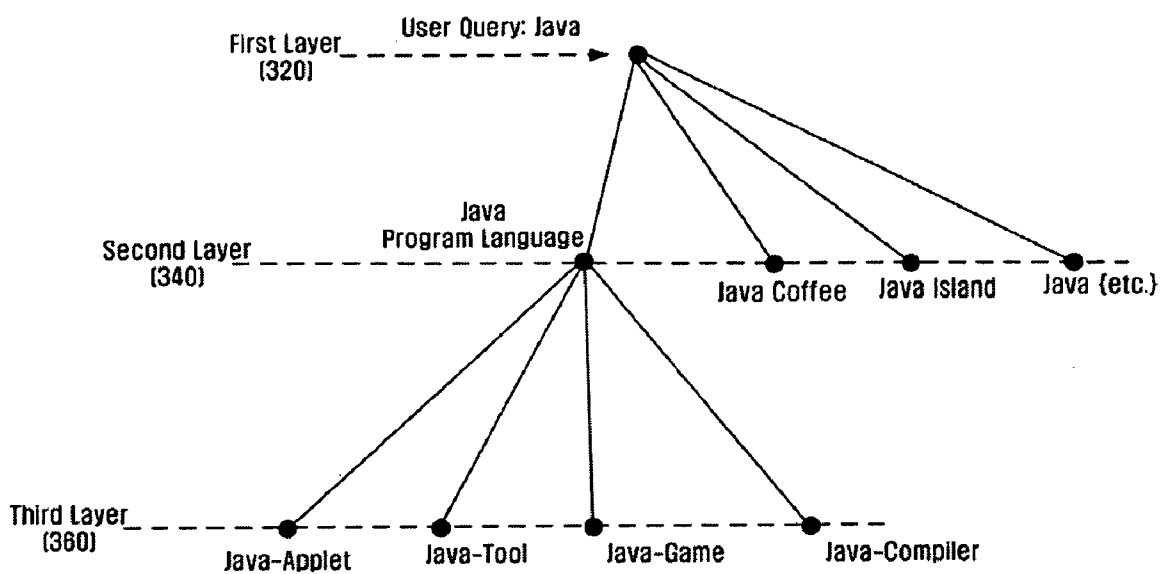 User Query: Java
First Layer
(320)
Java
Program Language
Second Layer
(340)
Java Coffee
Java Island
Java {etc.}
Third Layer
(360)
Java-Applet
Java-Tool
Java-Game
Java-Compiler